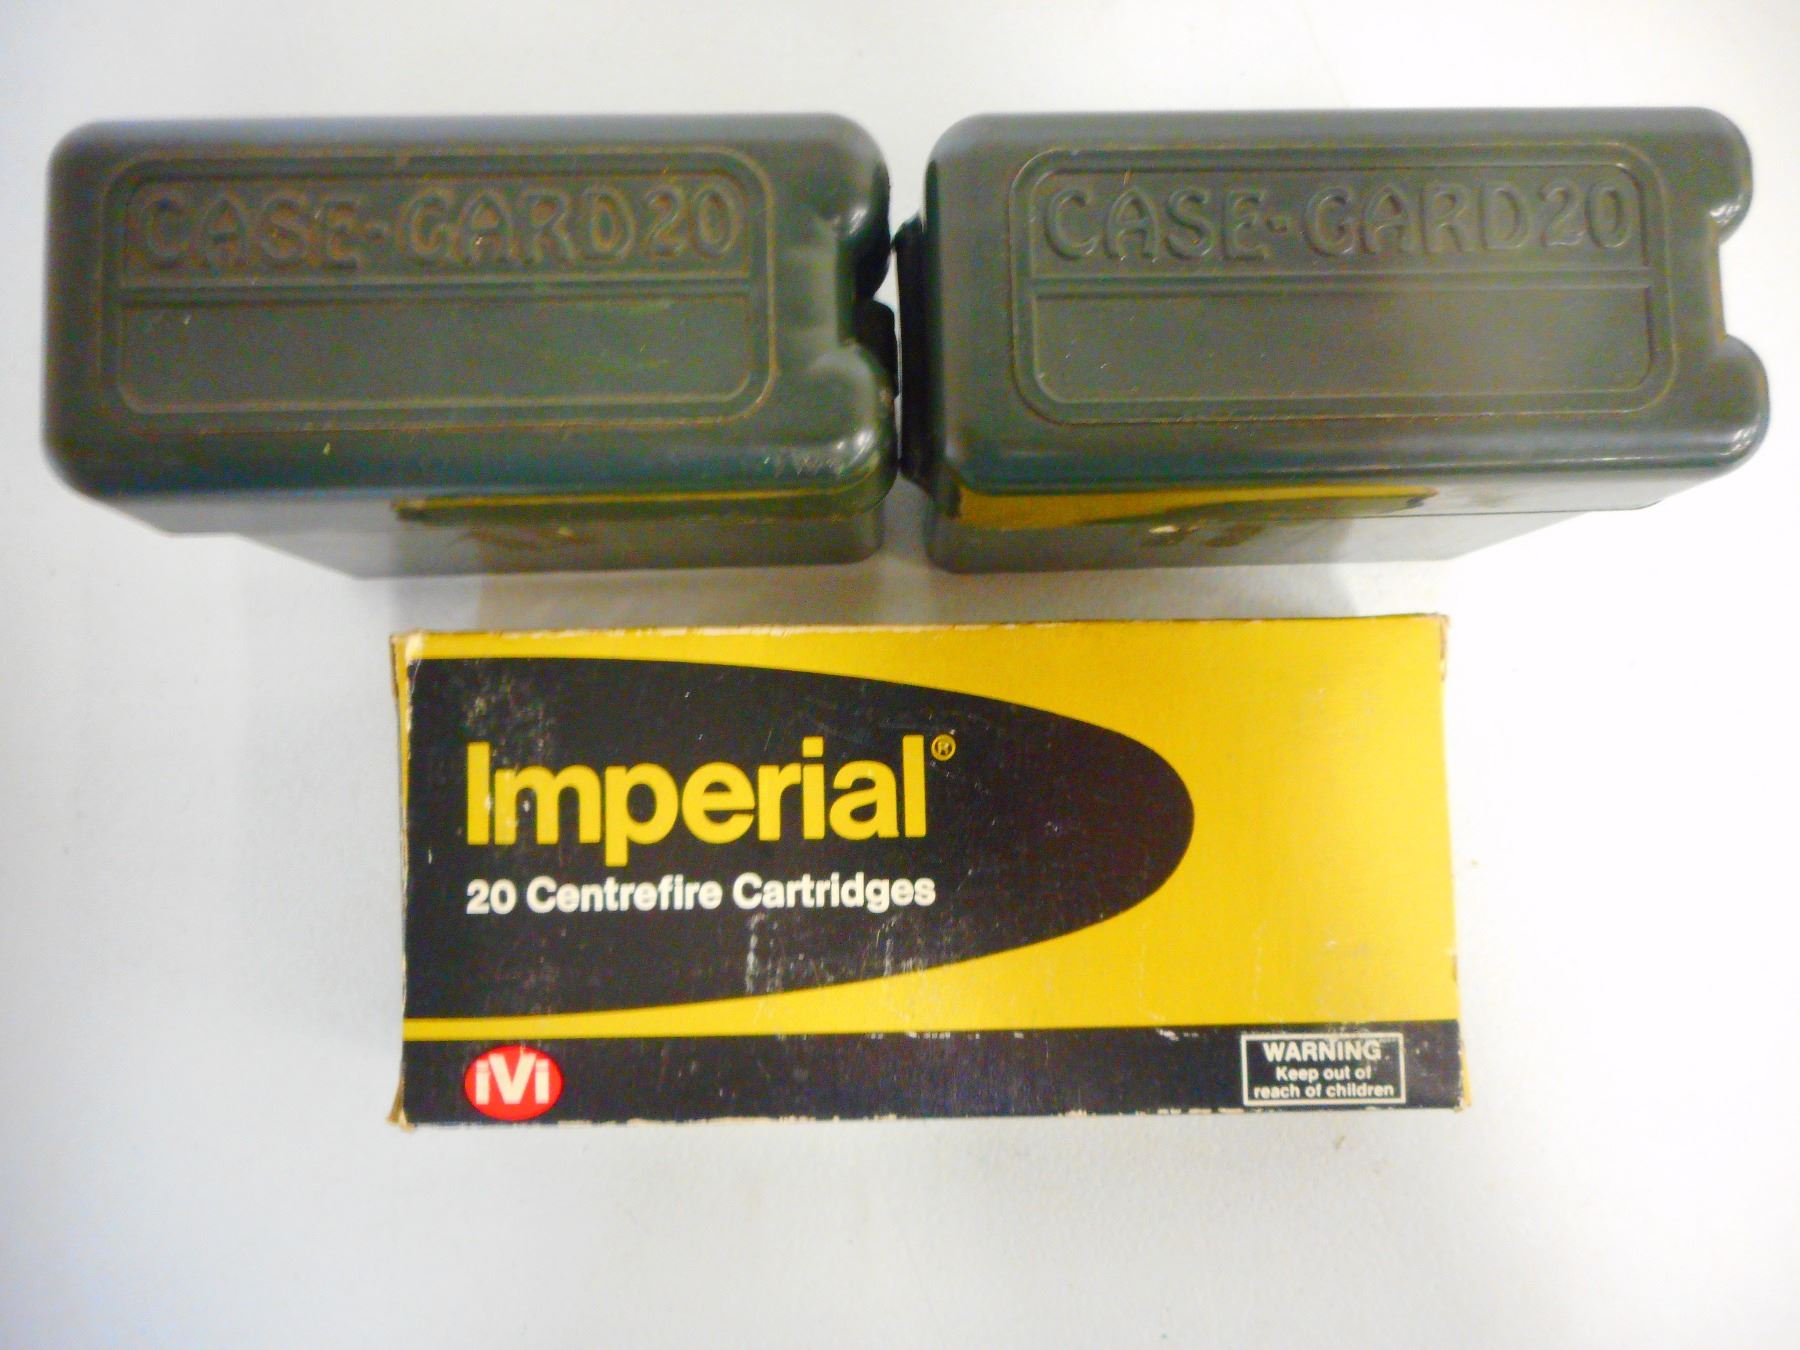 CASE-GARD20
CASE-GARD20
Imperial®
20 Centrefire Cartridges
iVi
WARNING
Keep out of
reach of children